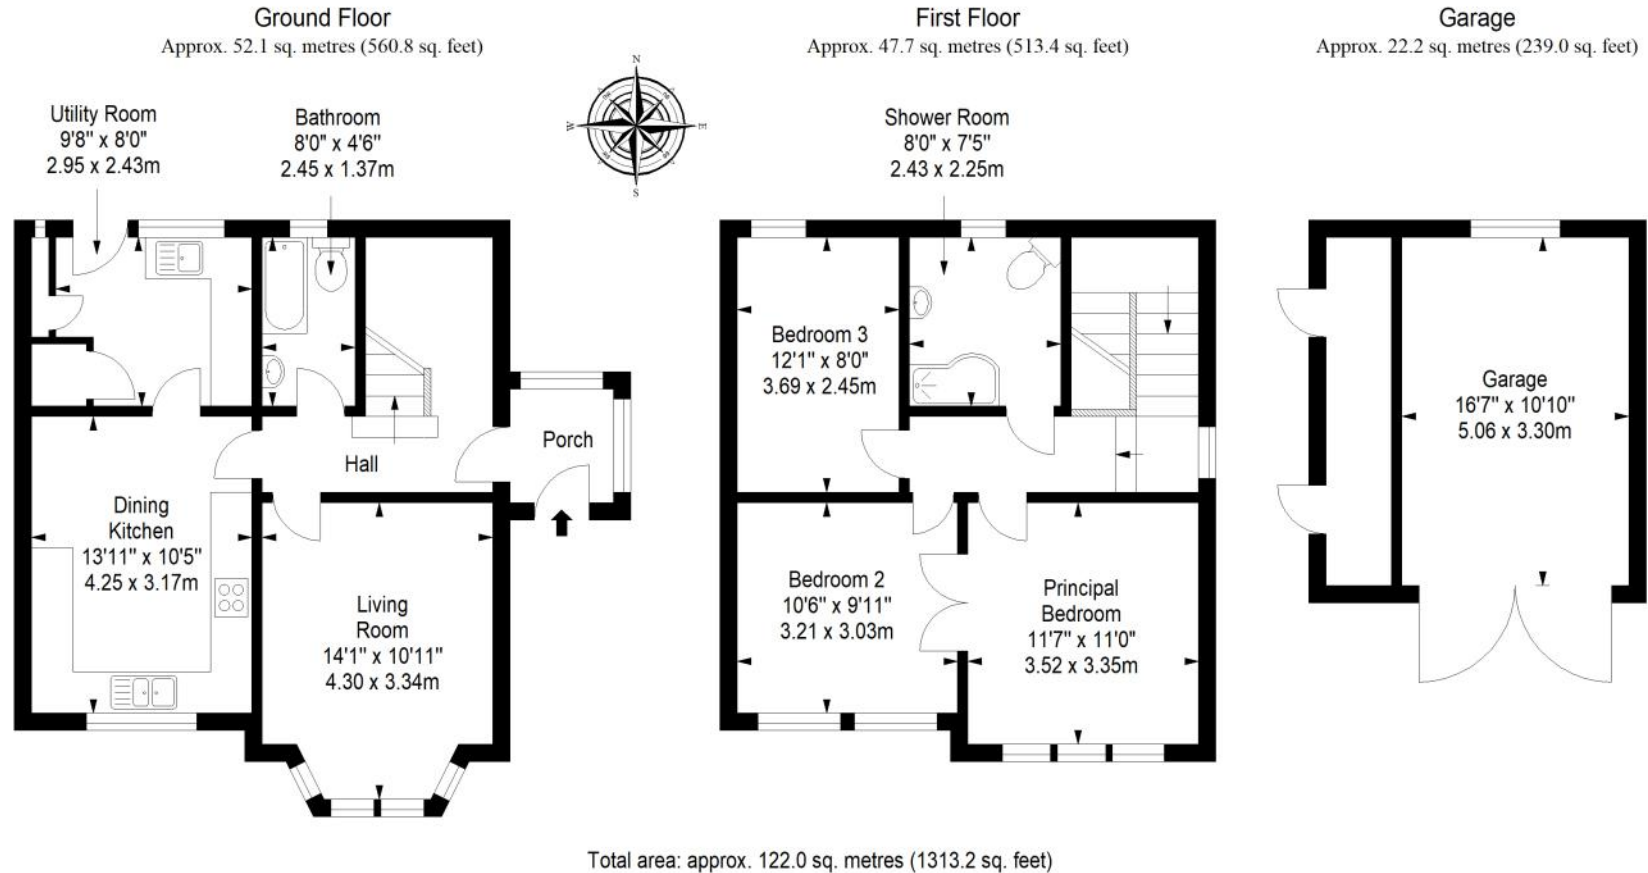 Ground Floor
Approx. 52.1 sq. metres (560.8 sq. feet)
First Floor
Approx. 47.7 sq. metres (513.4 sq. feet)
Garage
Approx. 22.2 sq. metres (239.0 sq. feet)
Utility Room
9'8" x 8'0"
2.95 x 2.43m
Bathroom
8'0" x 4'6"
2.45 x 1.37m
N
W
E
S
Shower Room
8'0" x 7'5"
2.43 x 2.25m
Porch
Hall
Dining
Kitchen
13'11" x 10'5"
4.25 x 3.17m
Living
Room
14'1" x 10'11"
4.30 x 3.34m
Bedroom 3
12'1" x 8'0"
3.69 x 2.45m
Bedroom 2
10'6" x 9'11"
3.21 x 3.03m
Principal
Bedroom
11'7" x 11'0"
3.52 x 3.35m
Garage
16'7" x 10'10"
5.06 x 3.30m
Total area: approx. 122.0 sq. metres (1313.2 sq. feet)